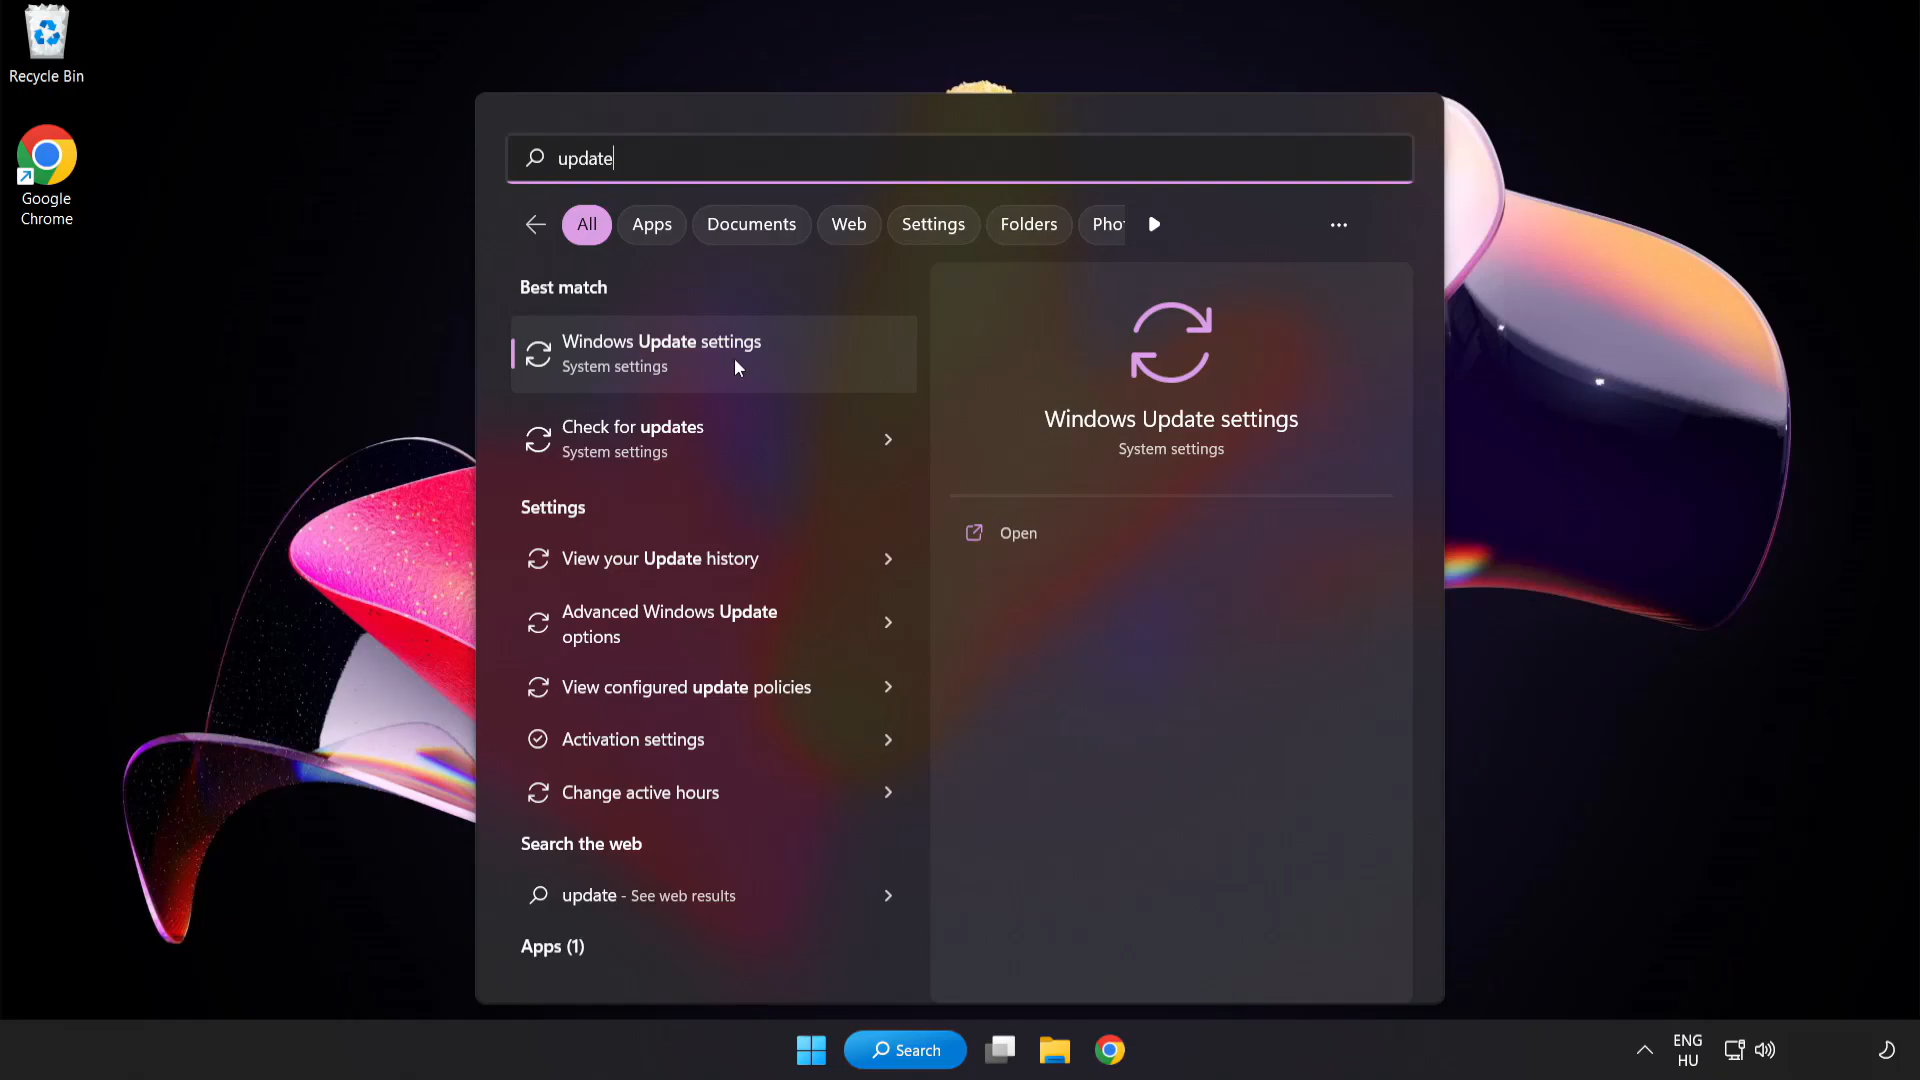 Recycle Bin
Google
Chrome
update
All
Apps
Documents
Web
Settings
Folders
Best match
Windows Update settings
System settings
Check for updates
System settings
Settings
View your Update history
Advanced Windows Update
options
View configured update policies
Activation settings
Change active hours
Search the web
update - See web results
Apps (1)
Windows Update settings
System settings
Open
Search
ENG
HU